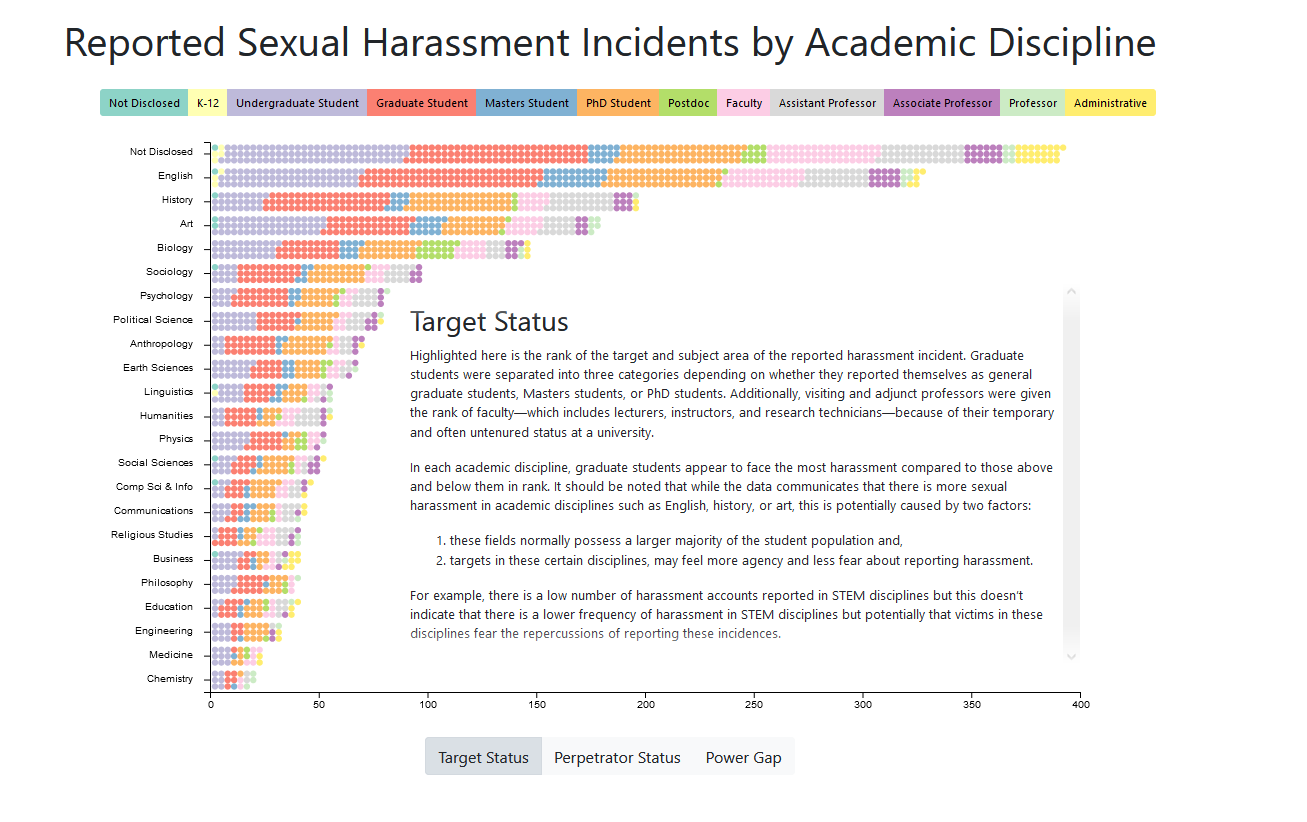 Reported Sexual Harassment Incidents by Academic Discipline
Not Disclosed K-12 Undergraduate Student Graduate Student Masters Student PhD Student Postdoc Faculty Assistant Professor Associate Professor Professor Administrative
Not Disclosed
English
History
Art
Biology
Sociology
Psychology
Political Science
Anthropology
Earth Sciences
Linguistics
Humanities
Physics
Social Sciences
Comp Sci & Info
Communications
Religious Studies
Business
Philosophy
Education
Engineering
Medicine
Chemistry
Target Status
Highlighted here is the rank of the target and subject area of the reported harassment incident. Graduate
students were separated into three categories depending on whether they reported themselves as general
graduate students, Masters students, or PhD students. Additionally, visiting and adjunct professors were given
the rank of faculty—which includes lecturers, instructors, and research technicians—because of their temporary
and often untenured status at a university.
In each academic discipline, graduate students appear to face the most harassment compared to those above
and below them in rank. It should be noted that while the data communicates that there is more sexual
harassment in academic disciplines such as English, history, or art, this is potentially caused by two factors:
1. these fields normally possess a larger majority of the student population and,
2. targets in these certain disciplines, may feel more agency and less fear about reporting harassment.
For example, there is a low number of harassment accounts reported in STEM disciplines but this doesn't
indicate that there is a lower frequency of harassment in STEM disciplines but potentially that victims in these
disciplines fear the repercussions of reporting these incidences.
0 50 100 150 200 250 300 350 400
Target Status Perpetrator Status Power Gap